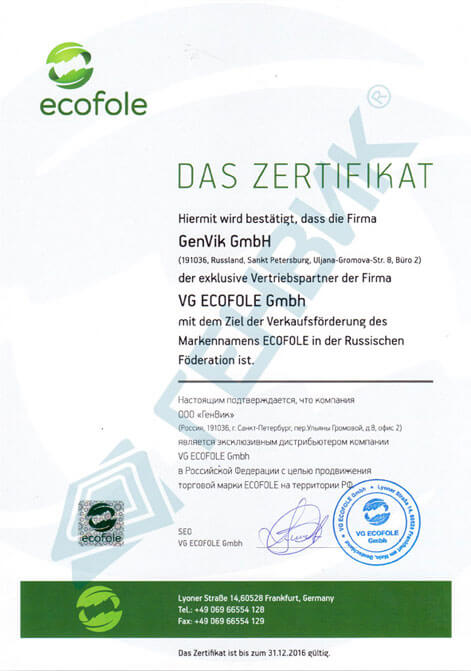 ecofole
ГЕНВИК®
DAS ZERTIFIKAT
Hiermit wird bestätigt, dass die Firma
GenVik GmbH
(191036, Russland, Sankt Petersburg, Uljana-Gromova-Str. 8, Büro 2)
der exklusive Vertriebspartner der Firma
VG ECOFOLE Gmbh
mit dem Ziel der Verkaufsförderung des
Markennamens ECOFOLE in der Russischen
Föderation ist.
Настоящим подтверждается, что компания
ООО «ГенВик»
(Россия, 191036, г. Санкт-Петербург, пер.Ульяны Громовой, д.8, офис 2)
является эксклюзивным дистрибьютером компании
VG ECOFOLE Gmbh
в Российской Федерации с целью продвижения
торговой марки ECOFOLE на территории РФ.
ecofole
SEO
VG ECOFOLE Gmbh
VG ECOFOLE Gmbh • Lyoner Straße 14, 60528 Frankfurt am Main, Deutschland
VG ECOFOLE
Gmbh
Lyoner Straße 14,60528 Frankfurt, Germany
Tel.: +49 069 66554 128
Fax: +49 069 66554 129
Das Zertifikat ist bis zum 31.12.2016 gültig.